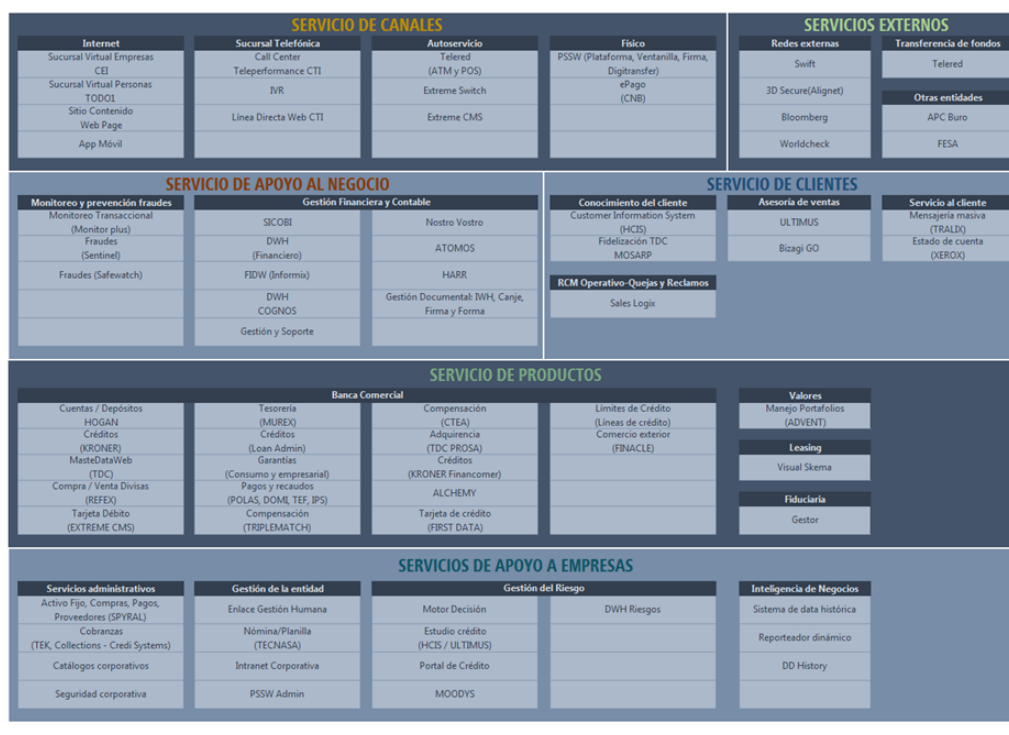 SERVICIO DE CANALES
Internet
Sucursal Virtual Empresas
CEI
Sucursal Virtual Personas
TODO1
Sitio Contenido
Web Page
App Móvil
Sucursal Telefónica
Call Center
Teleperformance CTI
IVR
Línea Directa Web CTI
Autoservicio
Telered
(ATM y POS)
Extreme Switch
Extreme CMS
Físico
PSSW (Plataforma, Ventanilla, Firma,
Digitransfer)
ePago
(CNB)
SERVICIOS EXTERNOS
Redes externas
Swift
3D Secure(Alignet)
Bloomberg
Worldcheck
Transferencia de fondos
Telered
Otras entidades
APC Buro
FESA
SERVICIO DE APOYO AL NEGOCIO
Monitoreo y prevención fraudes
Monitoreo Transaccional
(Monitor plus)
Fraudes
(Sentinel)
Fraudes (Safewatch)
Gestión Financiera y Contable
SICOBI
DWH
(Financiero)
FIDW (Informix)
DWH
COGNOS
Gestión y Soporte
Nostro Vostro
ATOMOS
HARR
Gestión Documental: IWH, Canje,
Firma y Forma
SERVICIO DE CLIENTES
Conocimiento del cliente
Customer Information System
(HCIS)
Fidelización TDC
MOSARP
RCM Operativo-Quejas y Reclamos
Sales Logix
Asesoría de ventas
ULTIMUS
Bizagi GO
Servicio al cliente
Mensajería masiva
(TRALIX)
Estado de cuenta
(XEROX)
SERVICIO DE PRODUCTOS
Banca Comercial
Cuentas / Depósitos
HOGAN
Créditos
(KRONER)
MasteDataWeb
(TDC)
Compra / Venta Divisas
(REFEX)
Tarjeta Débito
(EXTREME CMS)
Tesorería
(MUREX)
Créditos
(Loan Admin)
Garantías
(Consumo y empresarial)
Pagos y recaudos
(POLAS, DOMI, TEF, IPS)
Compensación
(TRIPLEMATCH)
Compensación
(CTEA)
Adquirencia
(TDC PROSA)
Créditos
(KRONER Financomer)
ALCHEMY
Tarjeta de crédito
(FIRST DATA)
Límites de Crédito
(Líneas de crédito)
Comercio exterior
(FINACLE)
Valores
Manejo Portafolios
(ADVENT)
Leasing
Visual Skema
Fiduciaria
Gestor
SERVICIOS DE APOYO A EMPRESAS
Servicios administrativos
Activo Fijo, Compras, Pagos,
Proveedores (SPYRAL)
Cobranzas
(TEK, Collections - Credi Systems)
Catálogos corporativos
Seguridad corporativa
Gestión de la entidad
Enlace Gestión Humana
Nómina/Planilla
(TECNASA)
Intranet Corporativa
PSSW Admin
Gestión del Riesgo
Motor Decisión
Estudio crédito
(HCIS / ULTIMUS)
Portal de Crédito
MOODYS
DWH Riesgos
Inteligencia de Negocios
Sistema de data histórica
Reporteador dinámico
DD History